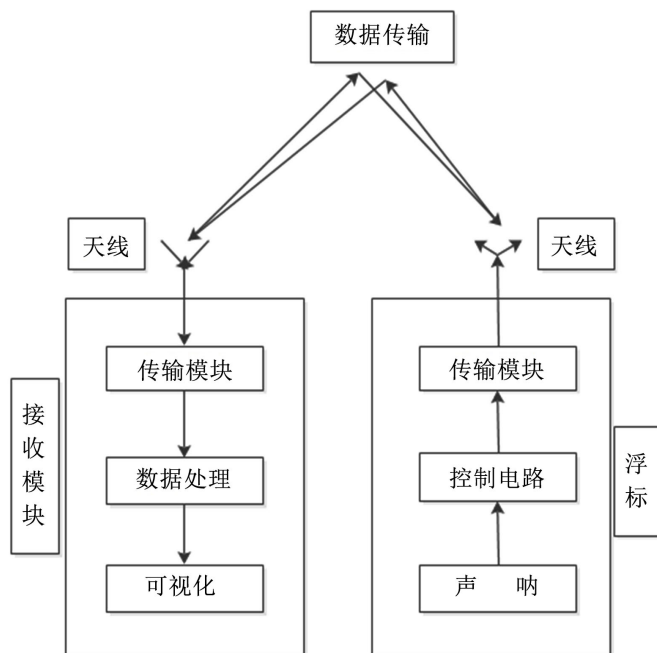 数据传输
天线
天线
传输模块
传输模块
接收模块
数据处理
控制电路
浮标
可视化
声 呐